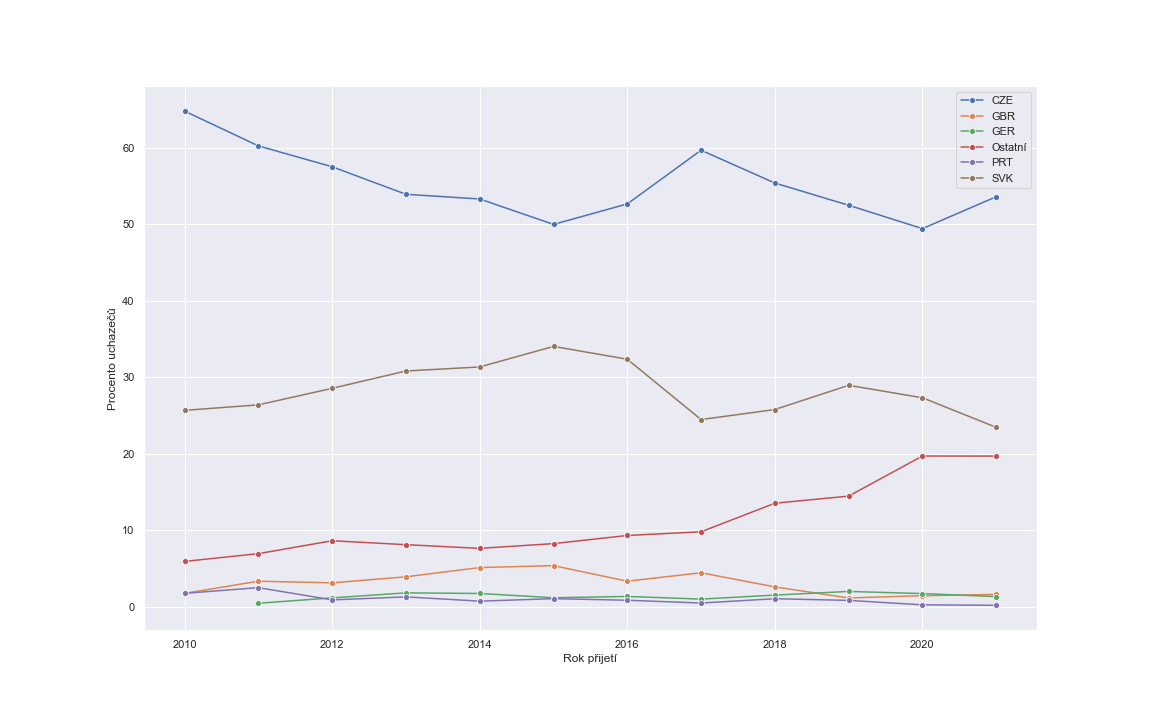 CZE
GBR
GER
Ostatní
PRT
SVK
60
50
40
30
20
10
0
Procento uchazečů
2010 2012 2014 2016 2018 2020
Rok přijetí